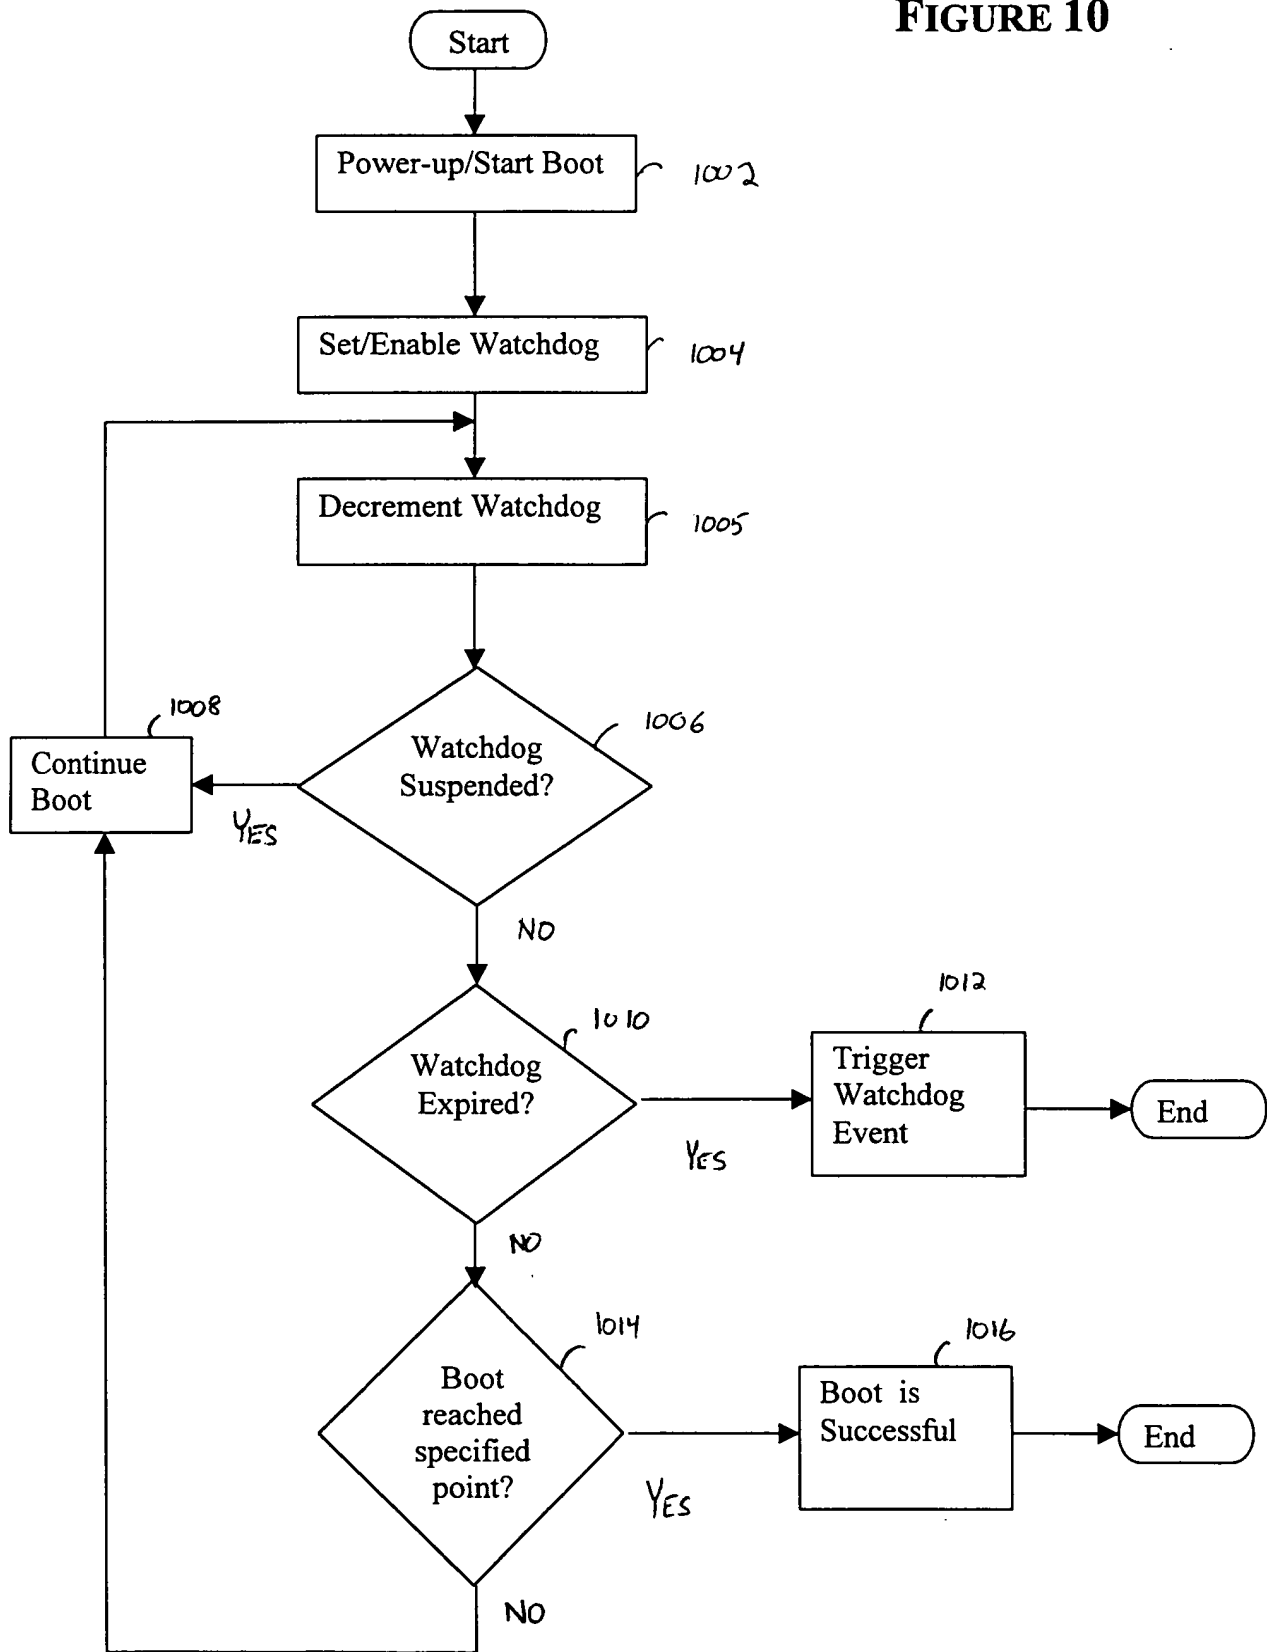 FIGURE 10
Start
Power-up/Start Boot
1002
Set/Enable Watchdog
1004
Decrement Watchdog
1005
1008
Continue
Boot
YES
Watchdog
Suspended?
1006
NO
Watchdog
Expired?
1010
YES
1012
Trigger
Watchdog
Event
End
NO
Boot
reached
specified
point?
1014
YES
1016
Boot is
Successful
End
NO